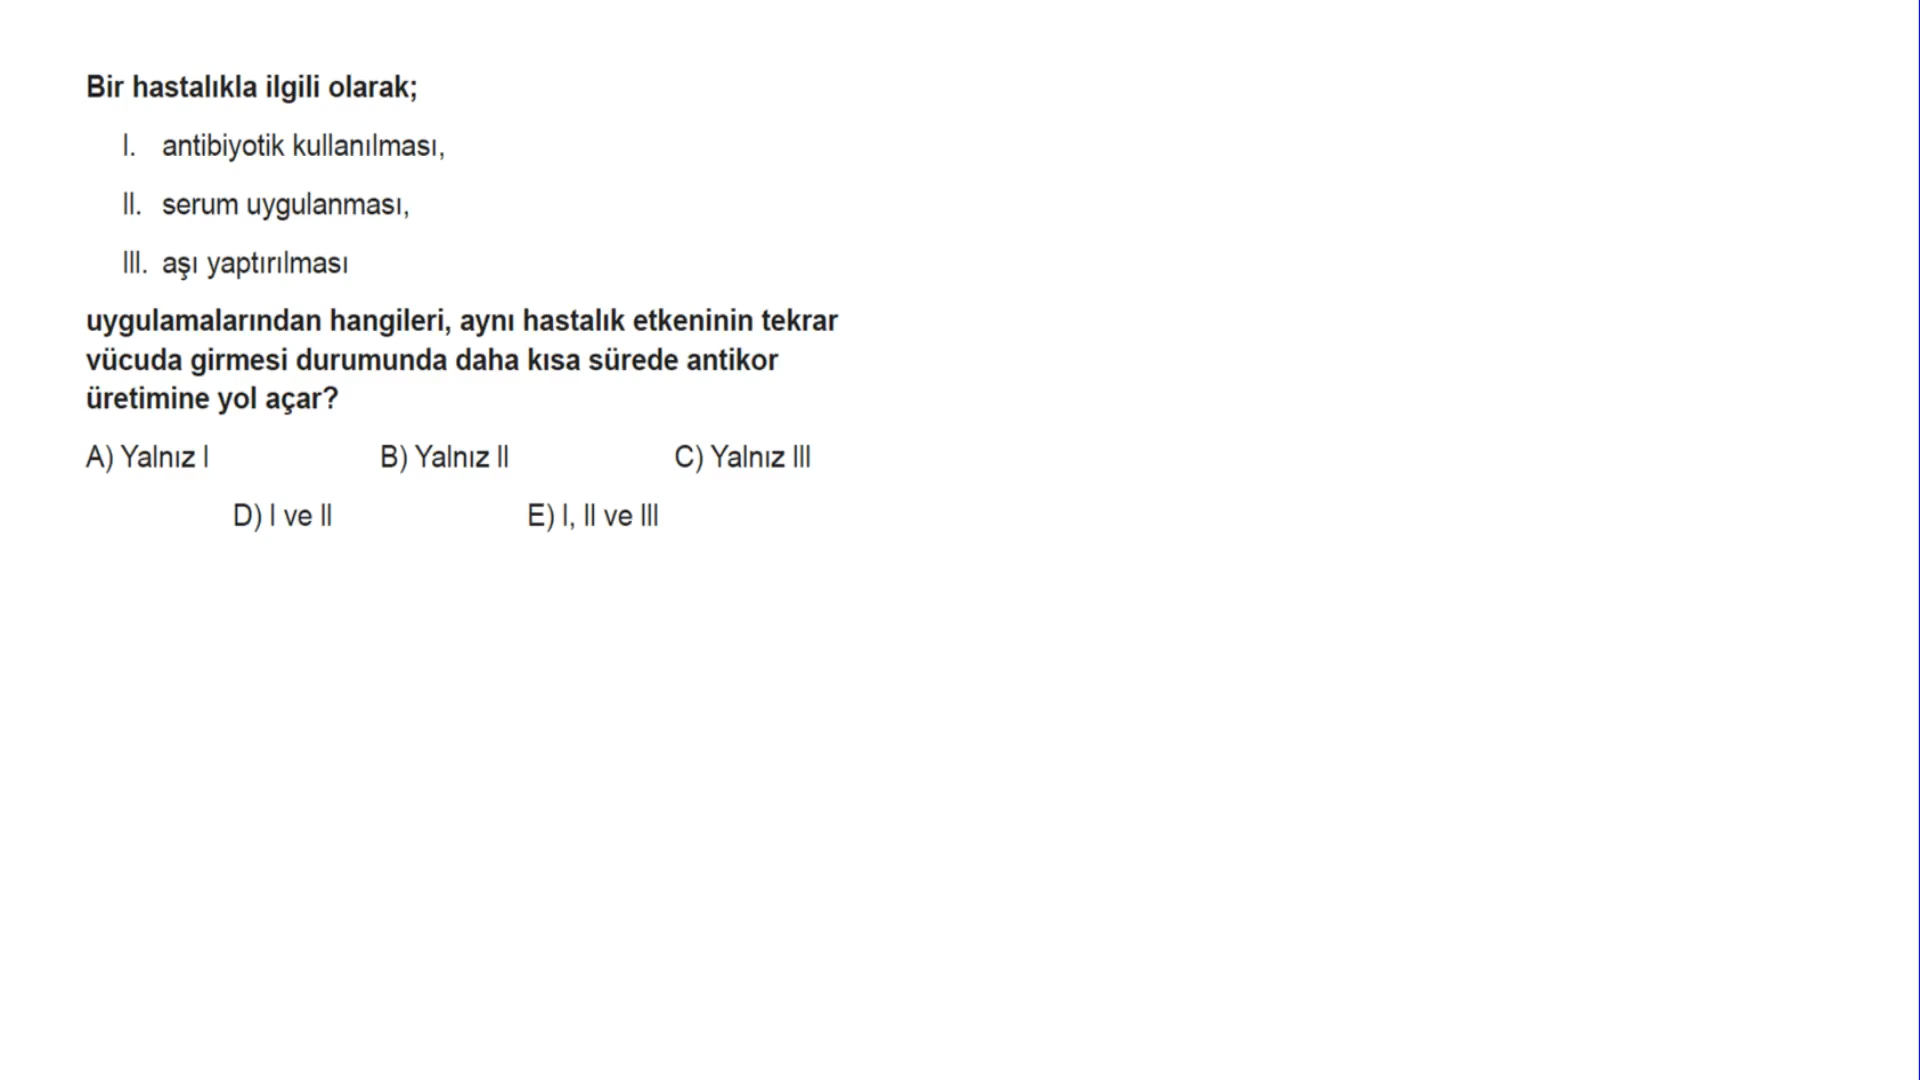 Bir hastalıkla ilgili olarak;
I. antibiyotik kullanılması,
II. serum uygulanması,
III. aşı yaptırılması
uygulamalarından hangileri, aynı hastalık etkeninin tekrar
vücuda girmesi durumunda daha kısa sürede antikor
üretimine yol açar?
A) Yalnız I B) Yalnız II C) Yalnız III
D) I ve II E) I, II ve III